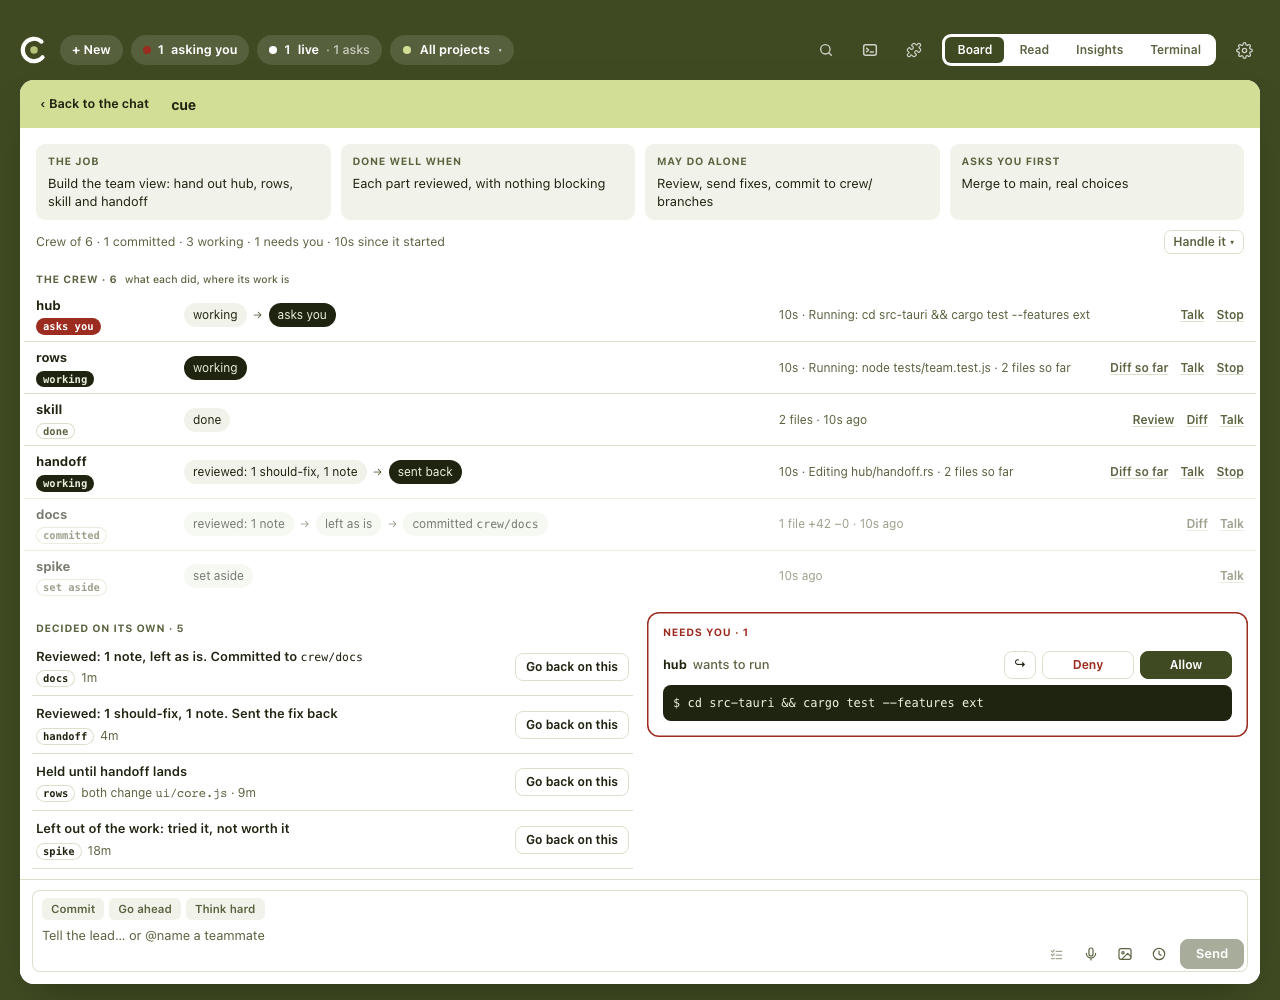 + New
1 asking you
1 live · 1 asks
All projects ·
Board
Read
Insights
Terminal
‹ Back to the chat
cue
THE JOB
Build the team view: hand out hub, rows,
skill and handoff
DONE WELL WHEN
Each part reviewed, with nothing blocking
MAY DO ALONE
Review, send fixes, commit to crew/
branches
ASKS YOU FIRST
Merge to main, real choices
Crew of 6 · 1 committed · 3 working · 1 needs you · 10s since it started
Handle it ▾
THE CREW · 6 what each did, where its work is
hub
asks you
working → asks you
10s · Running: cd src-tauri && cargo test --features ext
Talk Stop
rows
working
working
10s · Running: node tests/team.test.js · 2 files so far
Diff so far Talk Stop
skill
done
done
2 files · 10s ago
Review Diff Talk
handoff
working
reviewed: 1 should-fix, 1 note → sent back
10s · Editing hub/handoff.rs · 2 files so far
Diff so far Talk Stop
docs
committed
reviewed: 1 note → left as is → committed crew/docs
1 file +42 −0 · 10s ago
Diff Talk
spike
set aside
set aside
10s ago
Talk
DECIDED ON ITS OWN · 5
Reviewed: 1 note, left as is. Committed to crew/docs
docs 1m
Go back on this
Reviewed: 1 should-fix, 1 note. Sent the fix back
handoff 4m
Go back on this
Held until handoff lands
rows both change ui/core.js · 9m
Go back on this
Left out of the work: tried it, not worth it
spike 18m
Go back on this
NEEDS YOU · 1
hub wants to run
Deny
Allow
$ cd src-tauri && cargo test --features ext
Commit
Go ahead
Think hard
Tell the lead… or @name a teammate
Send